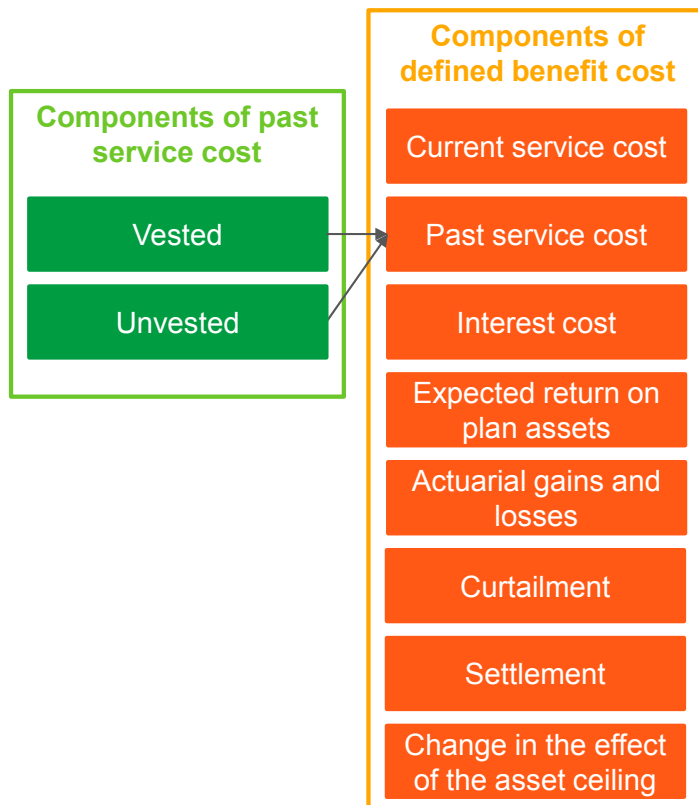 Components of past
service cost
Vested
Unvested
Components of
defined benefit cost
Current service cost
Past service cost
Interest cost
Expected return on
plan assets
Actuarial gains and
losses
Curtailment
Settlement
Change in the effect
of the asset ceiling